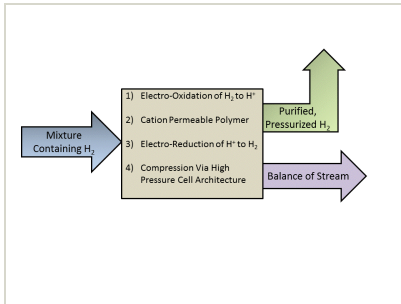 Mixture
Containing H₂
1) Electro-Oxidation of H₂ to H⁺
2) Cation Permeable Polymer
3) Electro-Reduction of H⁺ to H₂
4) Compression Via High
Pressure Cell Architecture
Purified,
Pressurized H₂
Balance of Stream